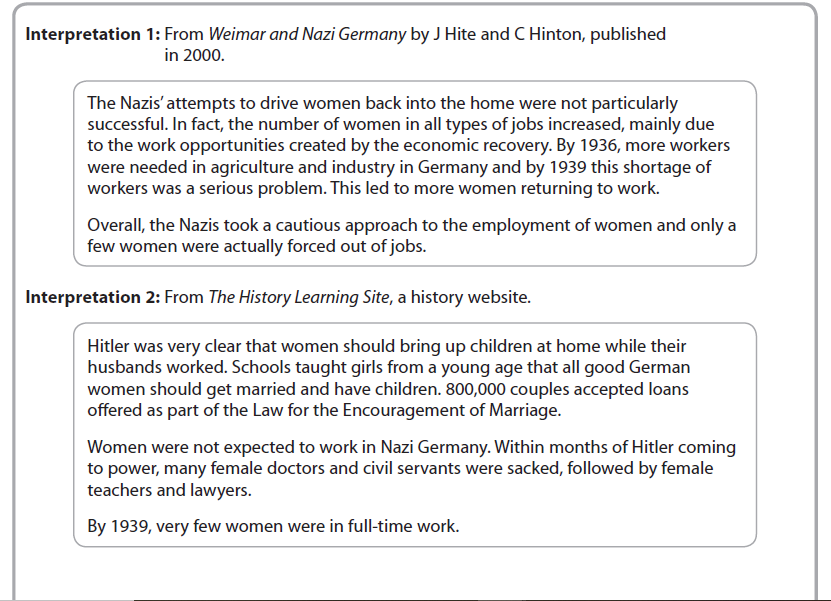 Interpretation 1: From Weimar and Nazi Germany by J Hite and C Hinton, published
in 2000.
The Nazis’ attempts to drive women back into the home were not particularly
successful. In fact, the number of women in all types of jobs increased, mainly due
to the work opportunities created by the economic recovery. By 1936, more workers
were needed in agriculture and industry in Germany and by 1939 this shortage of
workers was a serious problem. This led to more women returning to work.
Overall, the Nazis took a cautious approach to the employment of women and only a
few women were actually forced out of jobs.
Interpretation 2: From The History Learning Site, a history website.
Hitler was very clear that women should bring up children at home while their
husbands worked. Schools taught girls from a young age that all good German
women should get married and have children. 800,000 couples accepted loans
offered as part of the Law for the Encouragement of Marriage.
Women were not expected to work in Nazi Germany. Within months of Hitler coming
to power, many female doctors and civil servants were sacked, followed by female
teachers and lawyers.
By 1939, very few women were in full-time work.